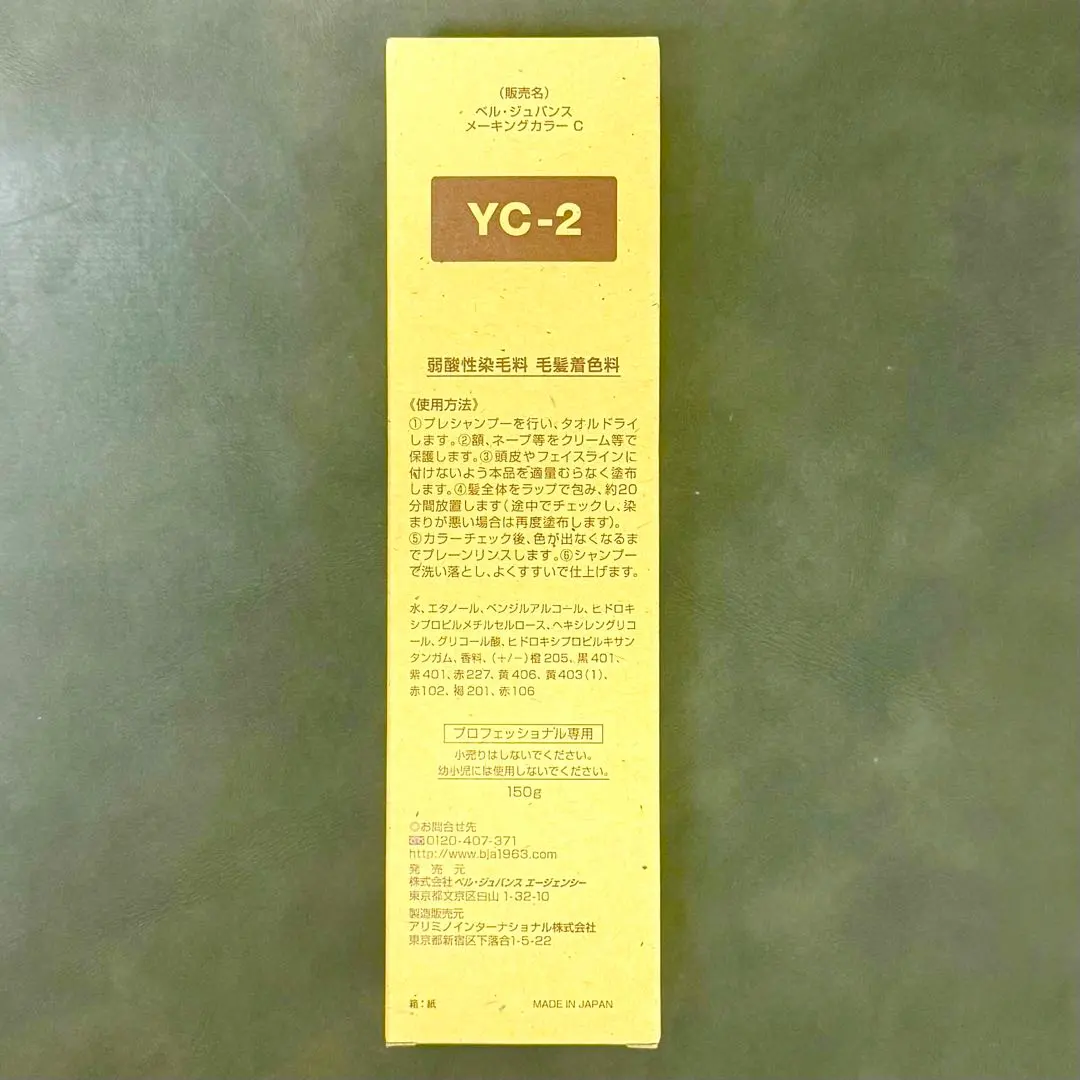 (販売名)
ベル・ジュバンス
メーキングカラー C
YC-2
弱酸性染毛料 毛髪着色料
《使用方法》
①プレシャンプーを行い、タオルドライ
します。②額、ネープ等をクリーム等で
保護します。③頭皮やフェイスラインに
付けないよう本品を適量むらなく塗布
します。④髪全体をラップで包み、約20
分間放置します(途中でチェックし、染
まりが悪い場合は再度塗布します)。
⑤カラーチェック後、色が出なくなるま
でプレーンリンスします。⑥シャンプー
で洗い落とし、よくすすいで仕上げます。
水、エタノール、ベンジルアルコール、ヒドロキ
シプロピルメチルセルロース、ヘキシレングリコ
ール、グリコール酸、ヒドロキシプロピルキサン
タンガム、香料、(+/-)橙205、黒401、
紫401、赤227、黄406、黄403(1)、
赤102、褐201、赤106
プロフェッショナル専用
小売りはしないでください。
幼小児には使用しないでください。
150g
◎お問合せ先
0120-407-371
http://www.bja1963.com
発売元
株式会社 ベル・ジュバンス エージェンシー
東京都文京区白山 1-32-10
製造販売元
アリミノインターナショナル株式会社
東京都新宿区下落合1-5-22
箱:紙 MADE IN JAPAN